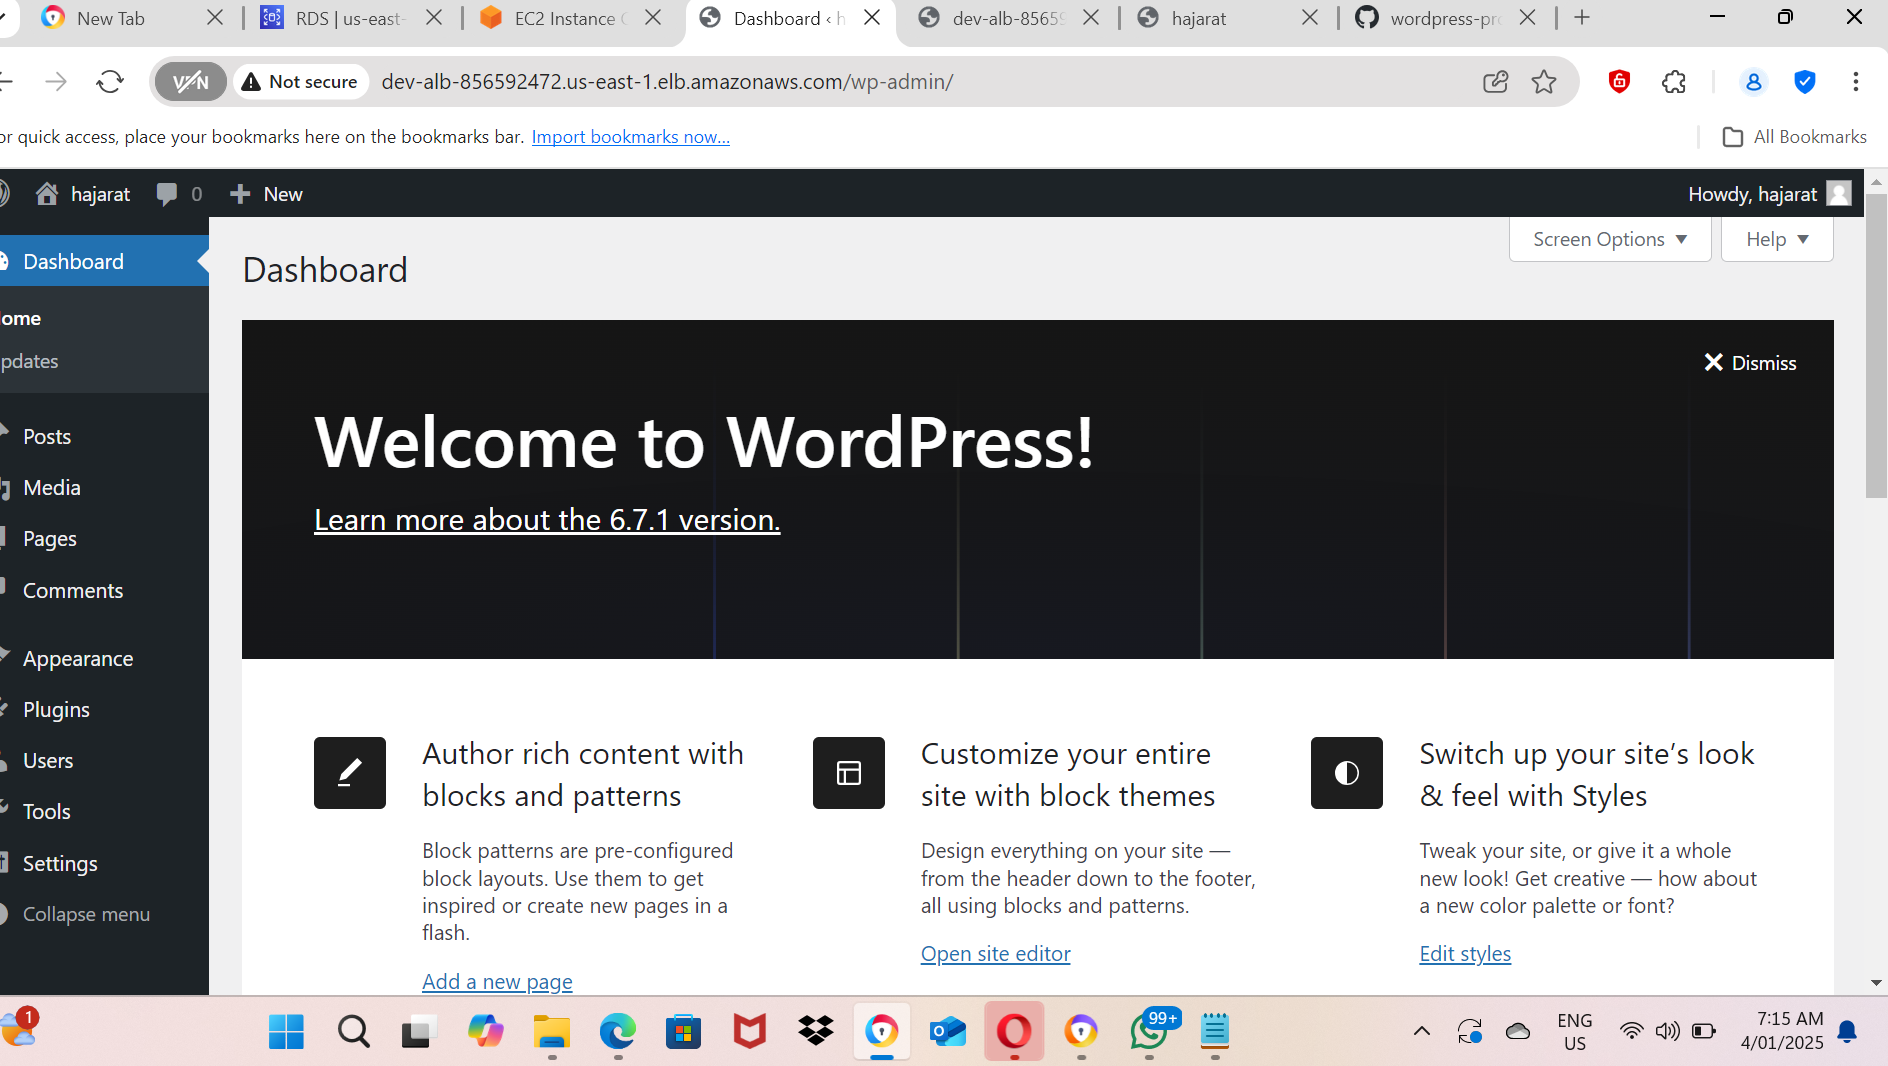 New Tab
RDS | us-east-
EC2 Instance
Dashboard ‹ h
dev-alb-8565
hajarat
wordpress-pr
VPN
Not secure
dev-alb-856592472.us-east-1.elb.amazonaws.com/wp-admin/
or quick access, place your bookmarks here on the bookmarks bar. Import bookmarks now...
All Bookmarks
hajarat
0
New
Howdy, hajarat
Screen Options
Help
Dashboard
ome
pdates
Posts
Media
Pages
Comments
Appearance
Plugins
Users
Tools
Settings
Collapse menu
Dashboard
Dismiss
Welcome to WordPress!
Learn more about the 6.7.1 version.
Author rich content with
blocks and patterns
Block patterns are pre-configured
block layouts. Use them to get
inspired or create new pages in a
flash.
Add a new page
Customize your entire
site with block themes
Design everything on your site —
from the header down to the footer,
all using blocks and patterns.
Open site editor
Switch up your site’s look
& feel with Styles
Tweak your site, or give it a whole
new look! Get creative — how about
a new color palette or font?
Edit styles
1
99+
ENG
US
7:15 AM
4/01/2025